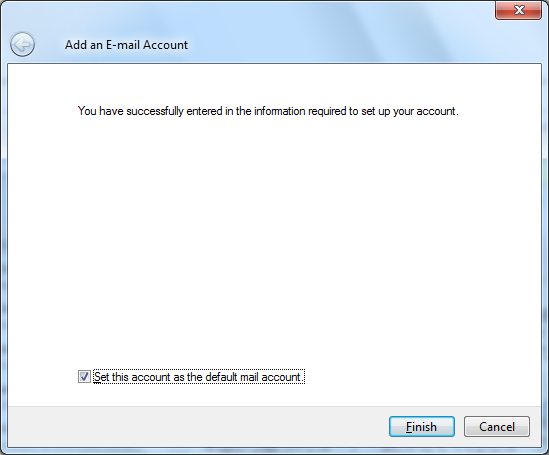 Add an E-mail Account
You have successfully entered in the information required to set up your account.
Set this account as the default mail account.
Finish
Cancel